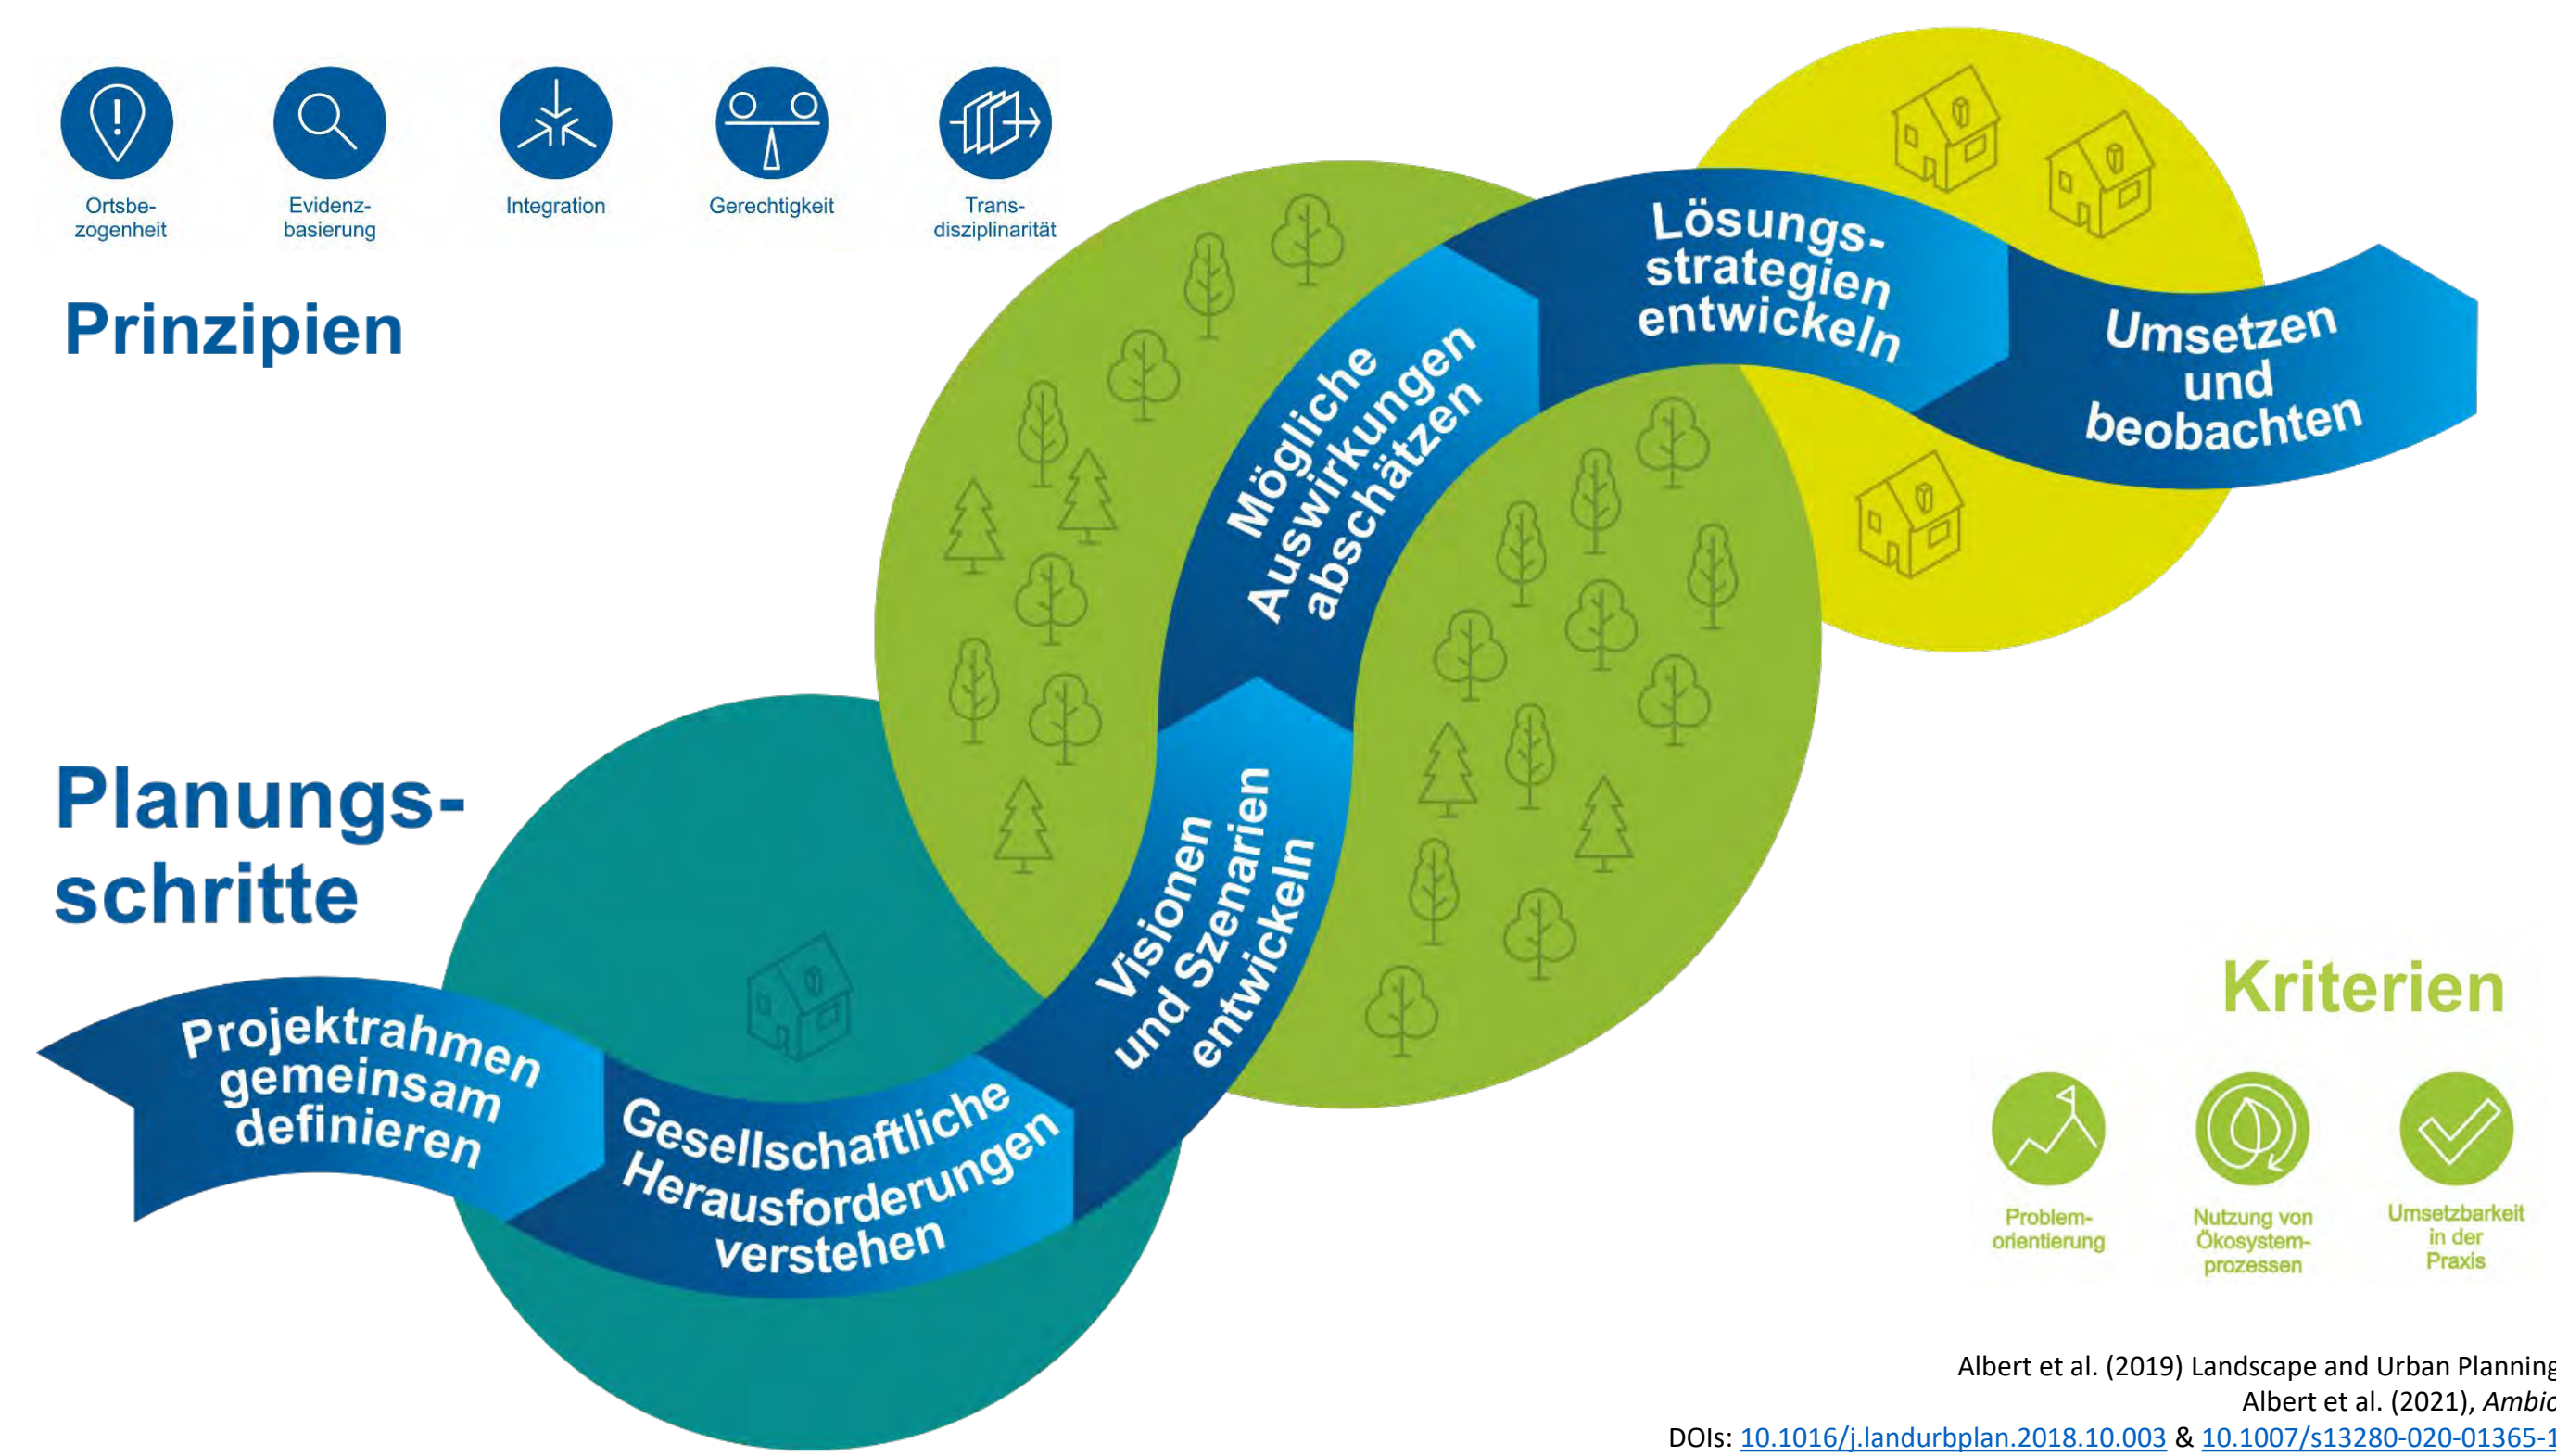 Ortsbe-
zogenheit
Evidenz-
basierung
Integration
Gerechtigkeit
Trans-
disziplinarität
Prinzipien
Planungs-
schritte
Projektrahmen
gemeinsam
definieren
Gesellschaftliche
Herausforderungen
verstehen
Visionen
und Szenarien
entwickeln
Mögliche
Auswirkungen
abschätzen
Lösungs-
strategien
entwickeln
Umsetzen
und
beobachten
Kriterien
Problem-
orientierung
Nutzung von
Ökosystem-
prozessen
Umsetzbarkeit
in der
Praxis
Albert et al. (2019) Landscape and Urban Planning
Albert et al. (2021), Ambio
DOIs: 10.1016/j.landurbplan.2018.10.003 & 10.1007/s13280-020-01365-1